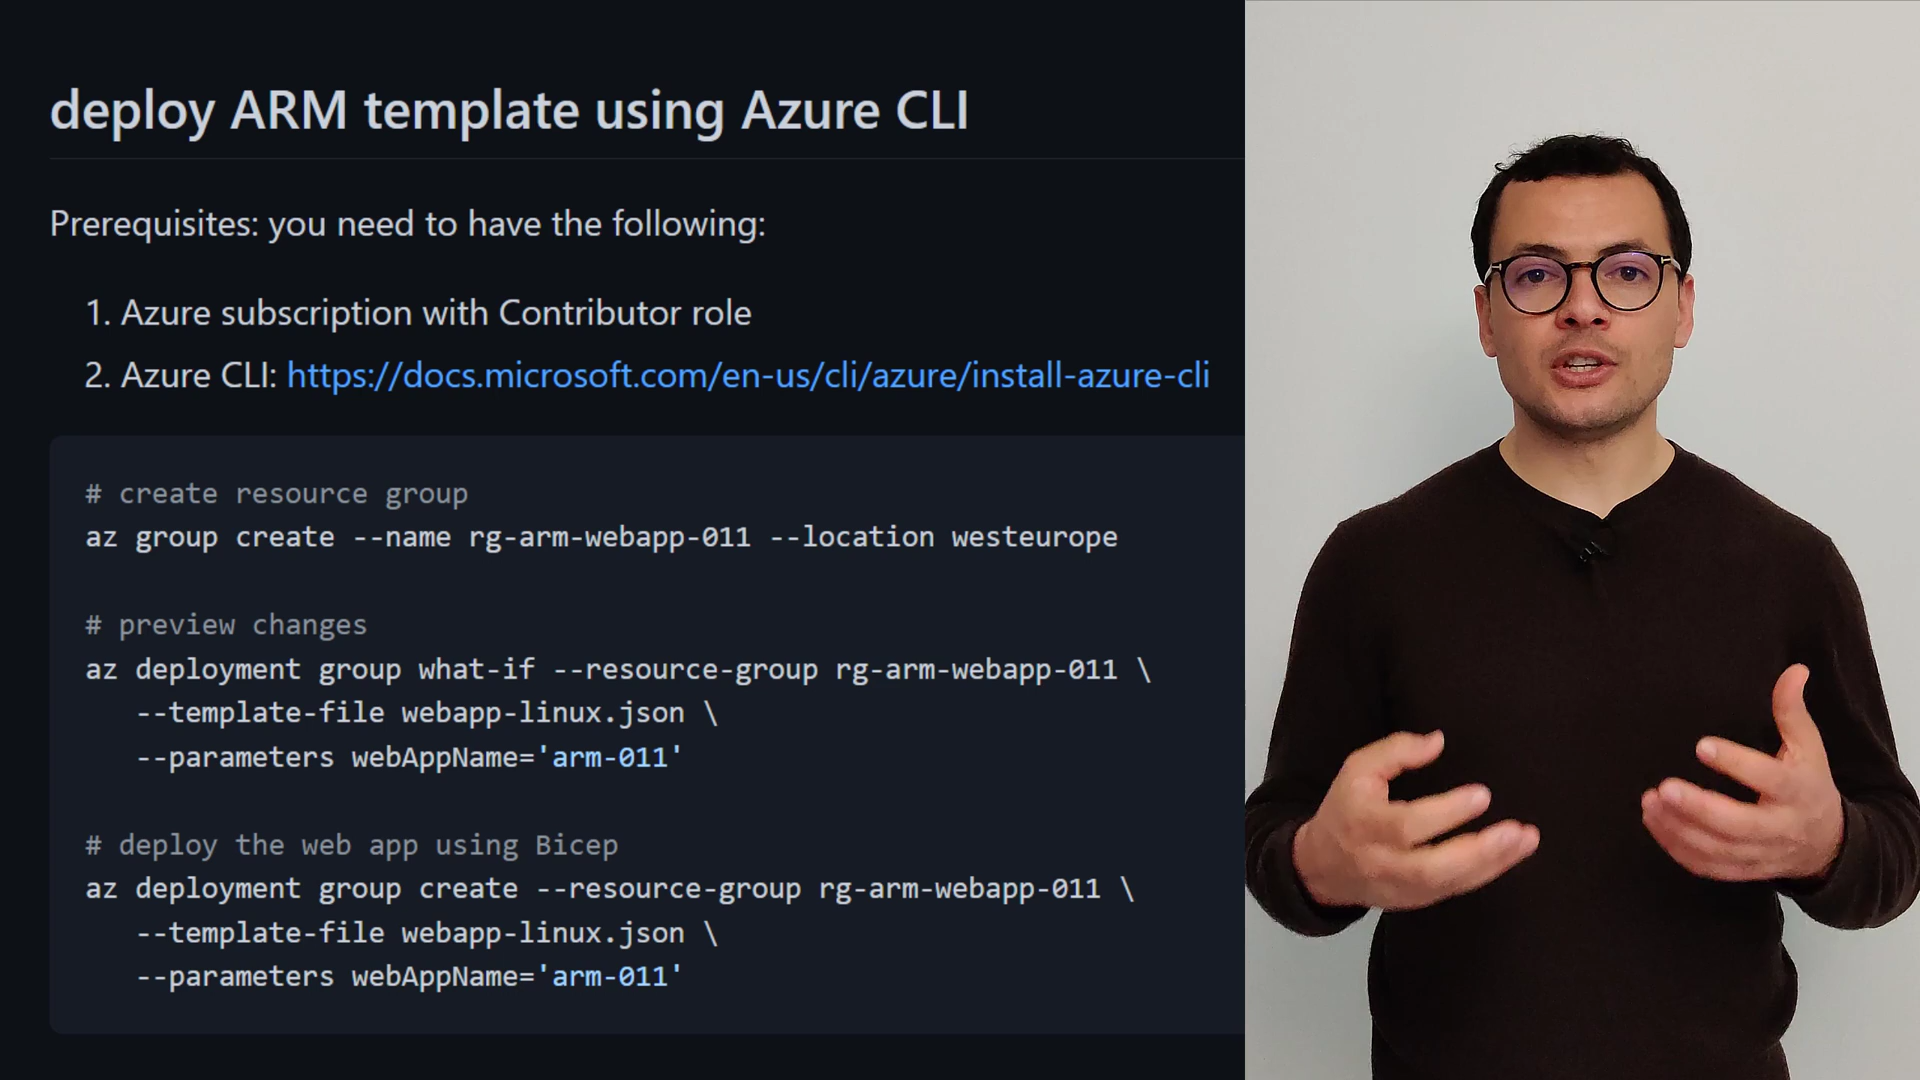 deploy ARM template using Azure CLI
Prerequisites: you need to have the following:
1. Azure subscription with Contributor role
2. Azure CLI: https://docs.microsoft.com/en-us/cli/azure/install-azure-cli
# create resource group
az group create --name rg-arm-webapp-011 --location westeurope
# preview changes
az deployment group what-if --resource-group rg-arm-webapp-011 \
--template-file webapp-linux.json \
--parameters webAppName='arm-011'
# deploy the web app using Bicep
az deployment group create --resource-group rg-arm-webapp-011 \
--template-file webapp-linux.json \
--parameters webAppName='arm-011'